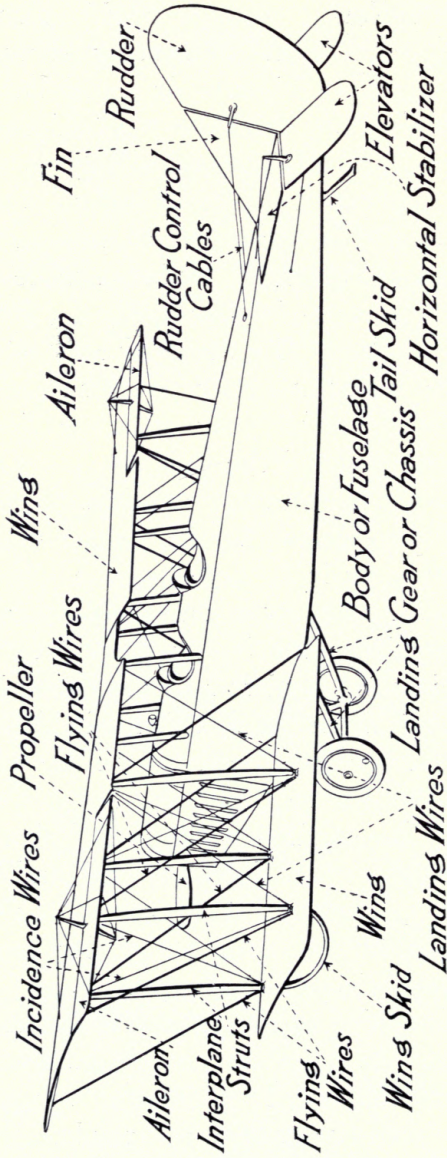 Incidence Wires
Propeller
Flying Wires
Wing
Aileron
Fin
Rudder
Rudder Control
Cables
Aileron
Interplane
Struts
Flying
Wires
Wing Skid
Wing
Landing Wires
Landing Gear or Chassis
Body or Fuselage
Tail Skid
Horizontal Stabilizer
Elevators